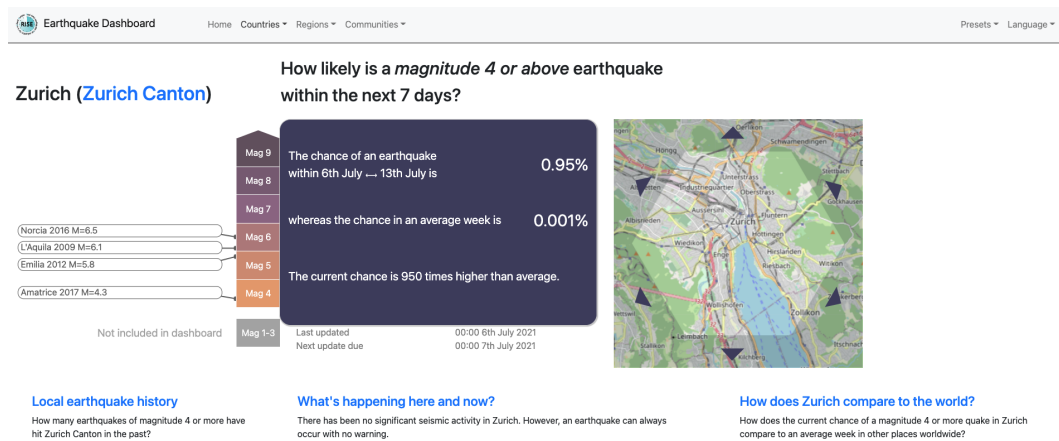 RISE
Earthquake Dashboard
Home Countries Regions Communities
Presets Language
Zurich (Zurich Canton)
How likely is a magnitude 4 or above earthquake
within the next 7 days?
Mag 9
Mag 8
Mag 7
Mag 6
Mag 5
Mag 4
Mag 1-3
Norcia 2016 M=6.5
L'Aquila 2009 M=6.1
Emilia 2012 M=5.8
Amatrice 2017 M=4.3
Not included in dashboard
The chance of an earthquake
within 6th July ↔ 13th July is
0.95%
whereas the chance in an average week is
0.001%
The current chance is 950 times higher than average.
Last updated 00:00 6th July 2021
Next update due 00:00 7th July 2021
Oerlikon
Schwamendingen
Höngg
Unterstrass
Industriequartier
Oberstrass
Gockhausen
Aussersihl
Fluntern
Albisrieden
Zürich
Hottingen
Wiedikon
Enge
Hirslanden
Riesbach
Witikon
Wollishofen
Zollikon
Leimbach
Stallikon
Kilchberg
Itschnach
Local earthquake history
How many earthquakes of magnitude 4 or more have
hit Zurich Canton in the past?
What's happening here and now?
There has been no significant seismic activity in Zurich. However, an earthquake can always
occur with no warning.
How does Zurich compare to the world?
How does the current chance of a magnitude 4 or more quake in Zurich
compare to an average week in other places worldwide?